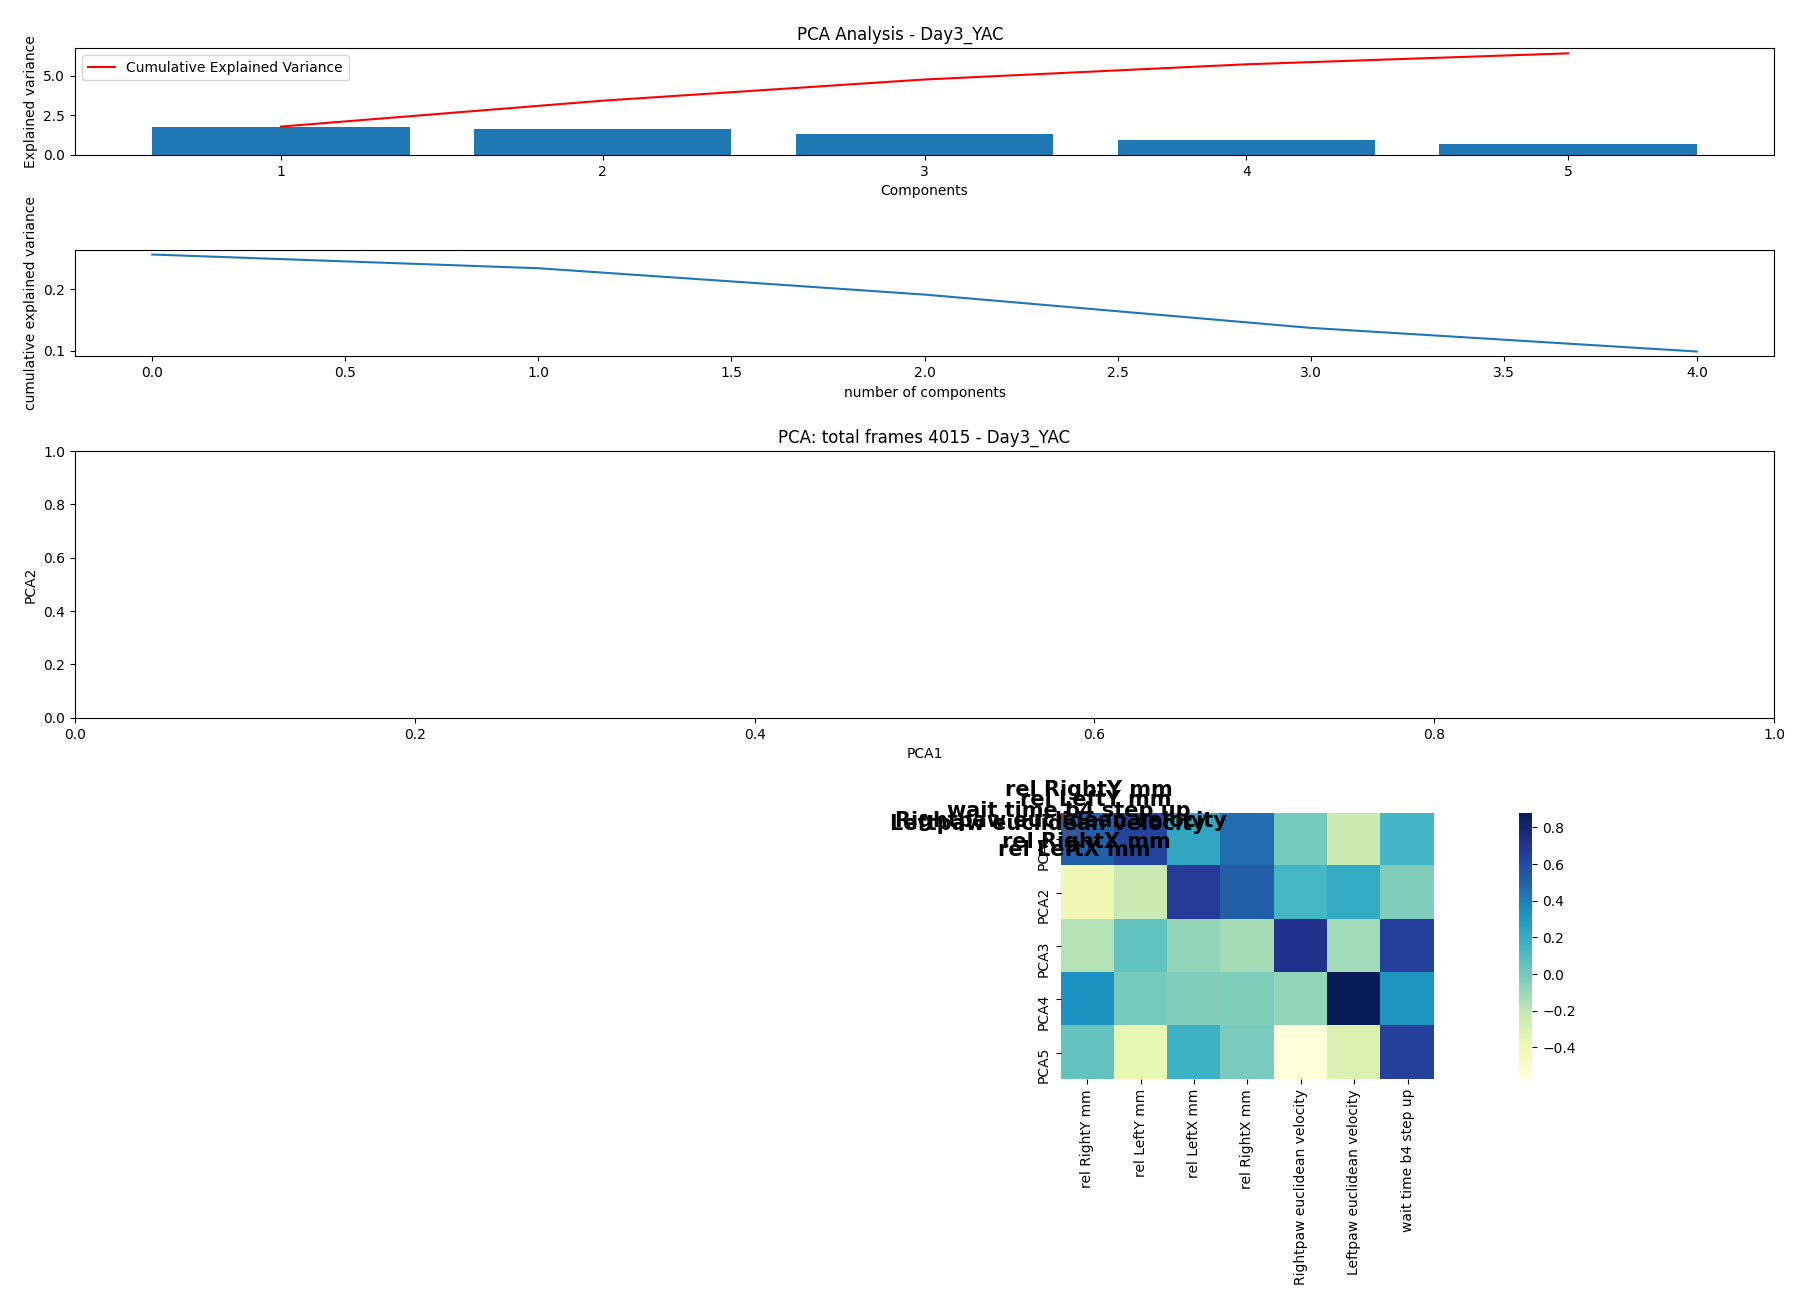 PCA Analysis - Day3_YAC
Explained variance
5.0
2.5
0.0
Cumulative Explained Variance
1 2 3 4 5
Components
cumulative explained variance
0.2
0.1
0.0 0.5 1.0 1.5 2.0 2.5 3.0 3.5 4.0
number of components
PCA: total frames 4015 - Day3_YAC
PCA2
1.0
0.8
0.6
0.4
0.2
0.0
0.0 0.2 0.4 0.6 0.8 1.0
PCA1
rel RightY mm
rel LeftY mm
wait time b4 step up
Rightpaw euclidean velocity
Leftpaw euclidean velocity
rel RightX mm
rel LeftX mm
PCA2
PCA3
PCA4
PCA5
rel RightY mm
rel LeftY mm
rel LeftX mm
rel RightX mm
Rightpaw euclidean velocity
Leftpaw euclidean velocity
wait time b4 step up
0.8
0.6
0.4
0.2
0.0
−0.2
−0.4